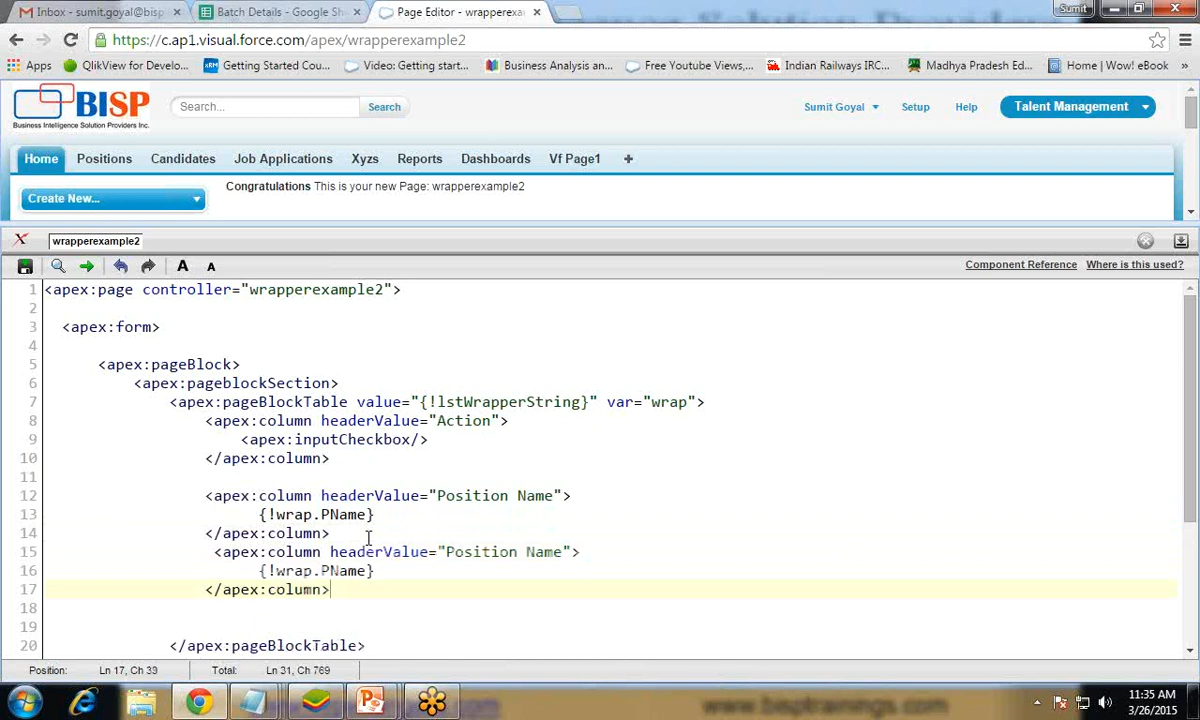 Inbox - sumit.goyal@bisp
Batch Details - Google Sh
Page Editor - wrapperexa
Sumit
https://c.ap1.visual.force.com/apex/wrapperexample2
Apps
QlikView for Develo...
Getting Started Cou...
Video: Getting start...
Business Analysis an...
Free Youtube Views,...
Indian Railways IRC...
Madhya Pradesh Ed...
Home | Wow! eBook
»
BISP
Business Intelligence Solution Providers Inc.
Search...
Search
Sumit Goyal
Setup
Help
Talent Management
Home
Positions
Candidates
Job Applications
Xyzs
Reports
Dashboards
Vf Page1
+
Create New...
Congratulations This is your new Page: wrapperexample2
wrapperexample2
A
A
Component Reference
Where is this used?
1 <apex:page controller="wrapperexample2">
2
3 <apex:form>
4
5 <apex:pageBlock>
6 <apex:pageblockSection>
7 <apex:pageBlockTable value="{!lstWrapperString}" var="wrap">
8 <apex:column headerValue="Action">
9 <apex:inputCheckbox/>
10 </apex:column>
11
12 <apex:column headerValue="Position Name">
13 {!wrap.PName}
14 </apex:column>
15 <apex:column headerValue="Position Name">
16 {!wrap.PName}
17 </apex:column>
18
19
20 </apex:pageBlockTable>
Position:
Ln 17, Ch 39
Total:
Ln 31, Ch 769
www.bisptrainings.com
11:35 AM
3/26/2015